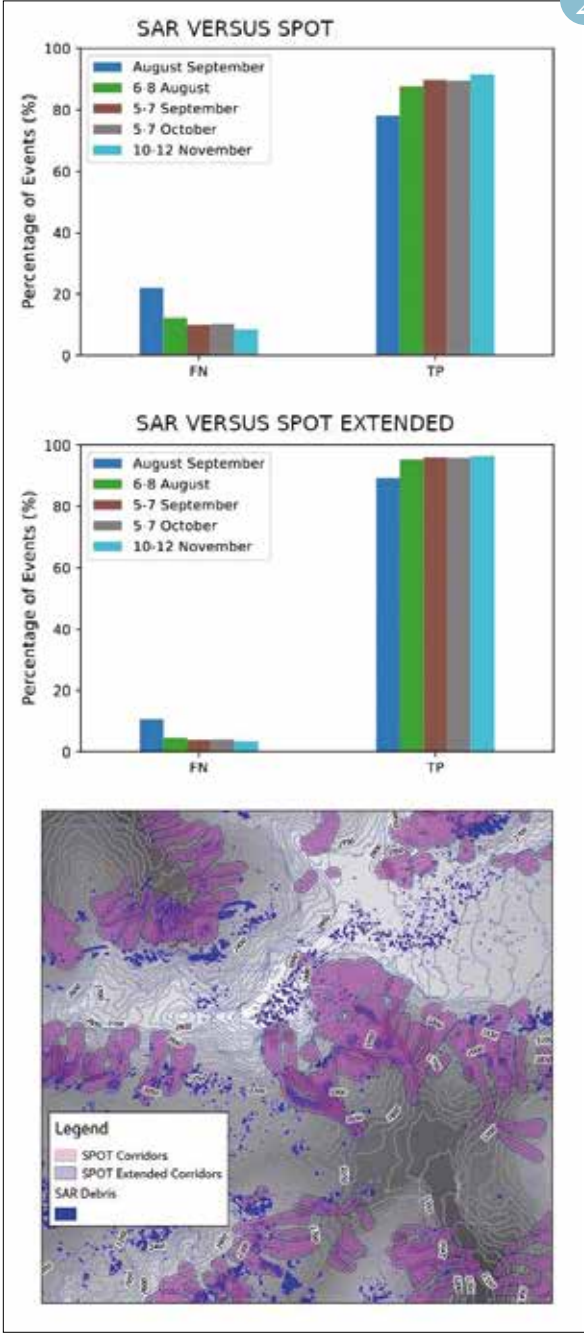 2
SAR VERSUS SPOT
Percentage of Events (%)
100
80
60
40
20
0
August September
6-8 August
5-7 September
5-7 October
10-12 November
FN
TP
SAR VERSUS SPOT EXTENDED
Percentage of Events (%)
100
80
60
40
20
0
August September
6-8 August
5-7 September
5-7 October
10-12 November
FN
TP
Legend
SPOT Corridors
SPOT Extended Corridors
SAR Debris